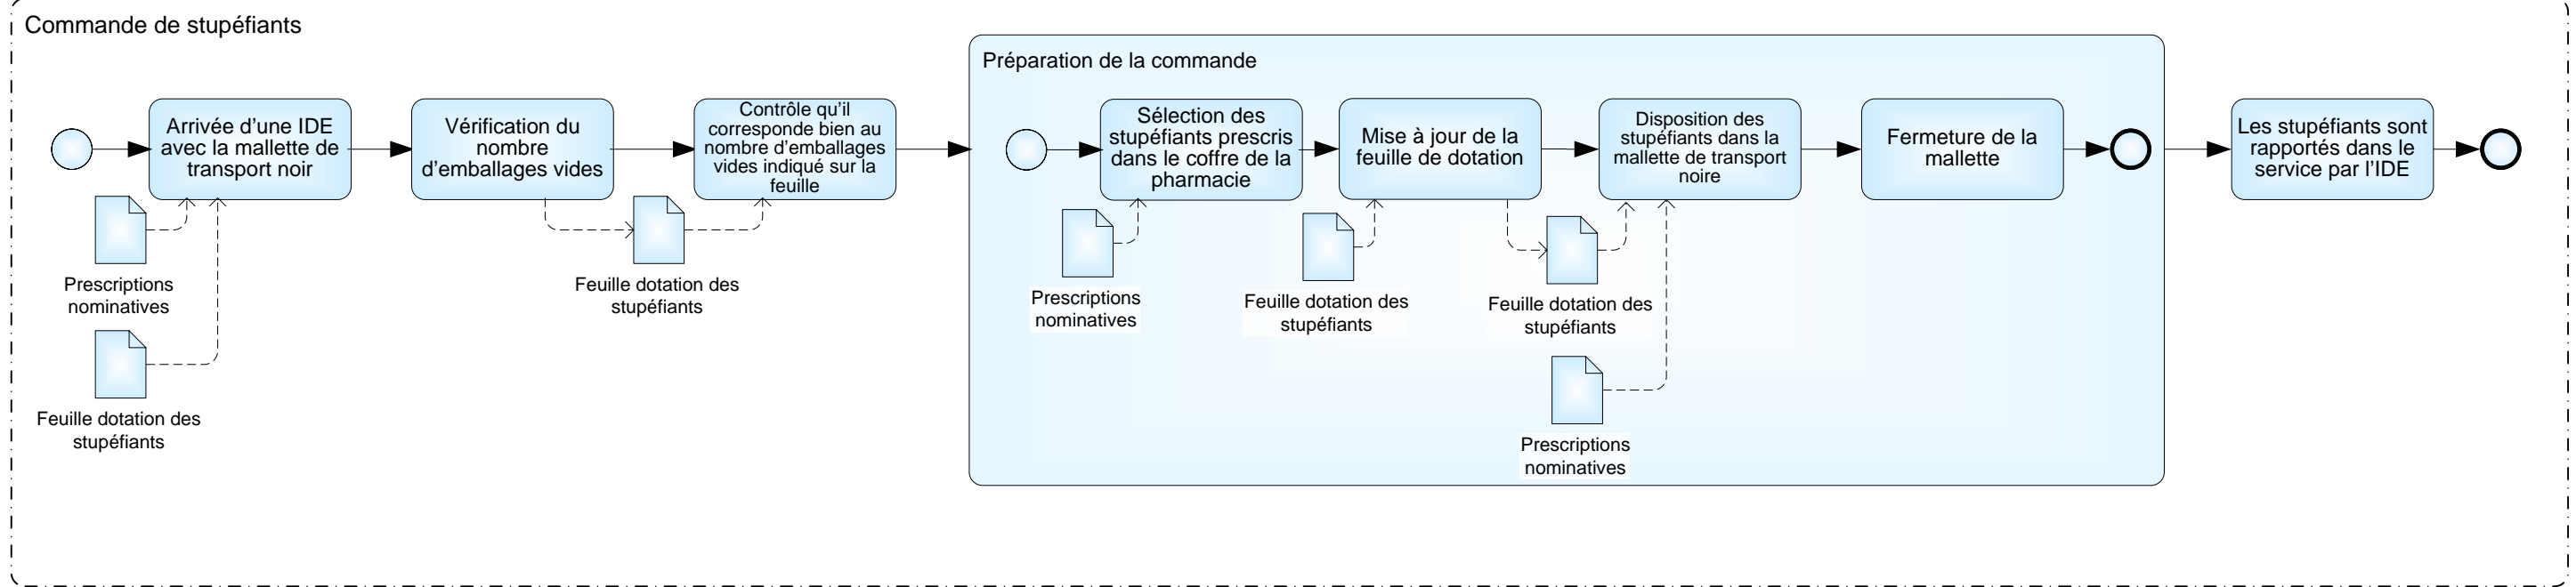 Commande de stupéfiants
Arrivée d’une IDE
avec la mallette de
transport noir
Prescriptions
nominatives
Feuille dotation des
stupéfiants
Vérification du
nombre
d’emballages vides
Feuille dotation des
stupéfiants
Contrôle qu’il
corresponde bien au
nombre d’emballages
vides indiqué sur la
feuille
Préparation de la commande
Sélection des
stupéfiants prescris
dans le coffre de la
pharmacie
Prescriptions
nominatives
Mise à jour de la
feuille de dotation
Feuille dotation des
stupéfiants
Disposition des
stupéfiants dans la
mallette de transport
noire
Feuille dotation des
stupéfiants
Prescriptions
nominatives
Fermeture de la
mallette
Les stupéfiants sont
rapportés dans le
service par l’IDE